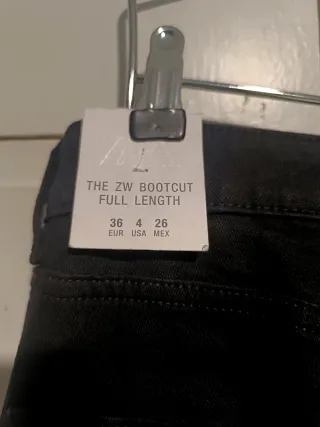 THE ZW BOOTCUT
FULL LENGTH
36 4 26
EUR USA MEX